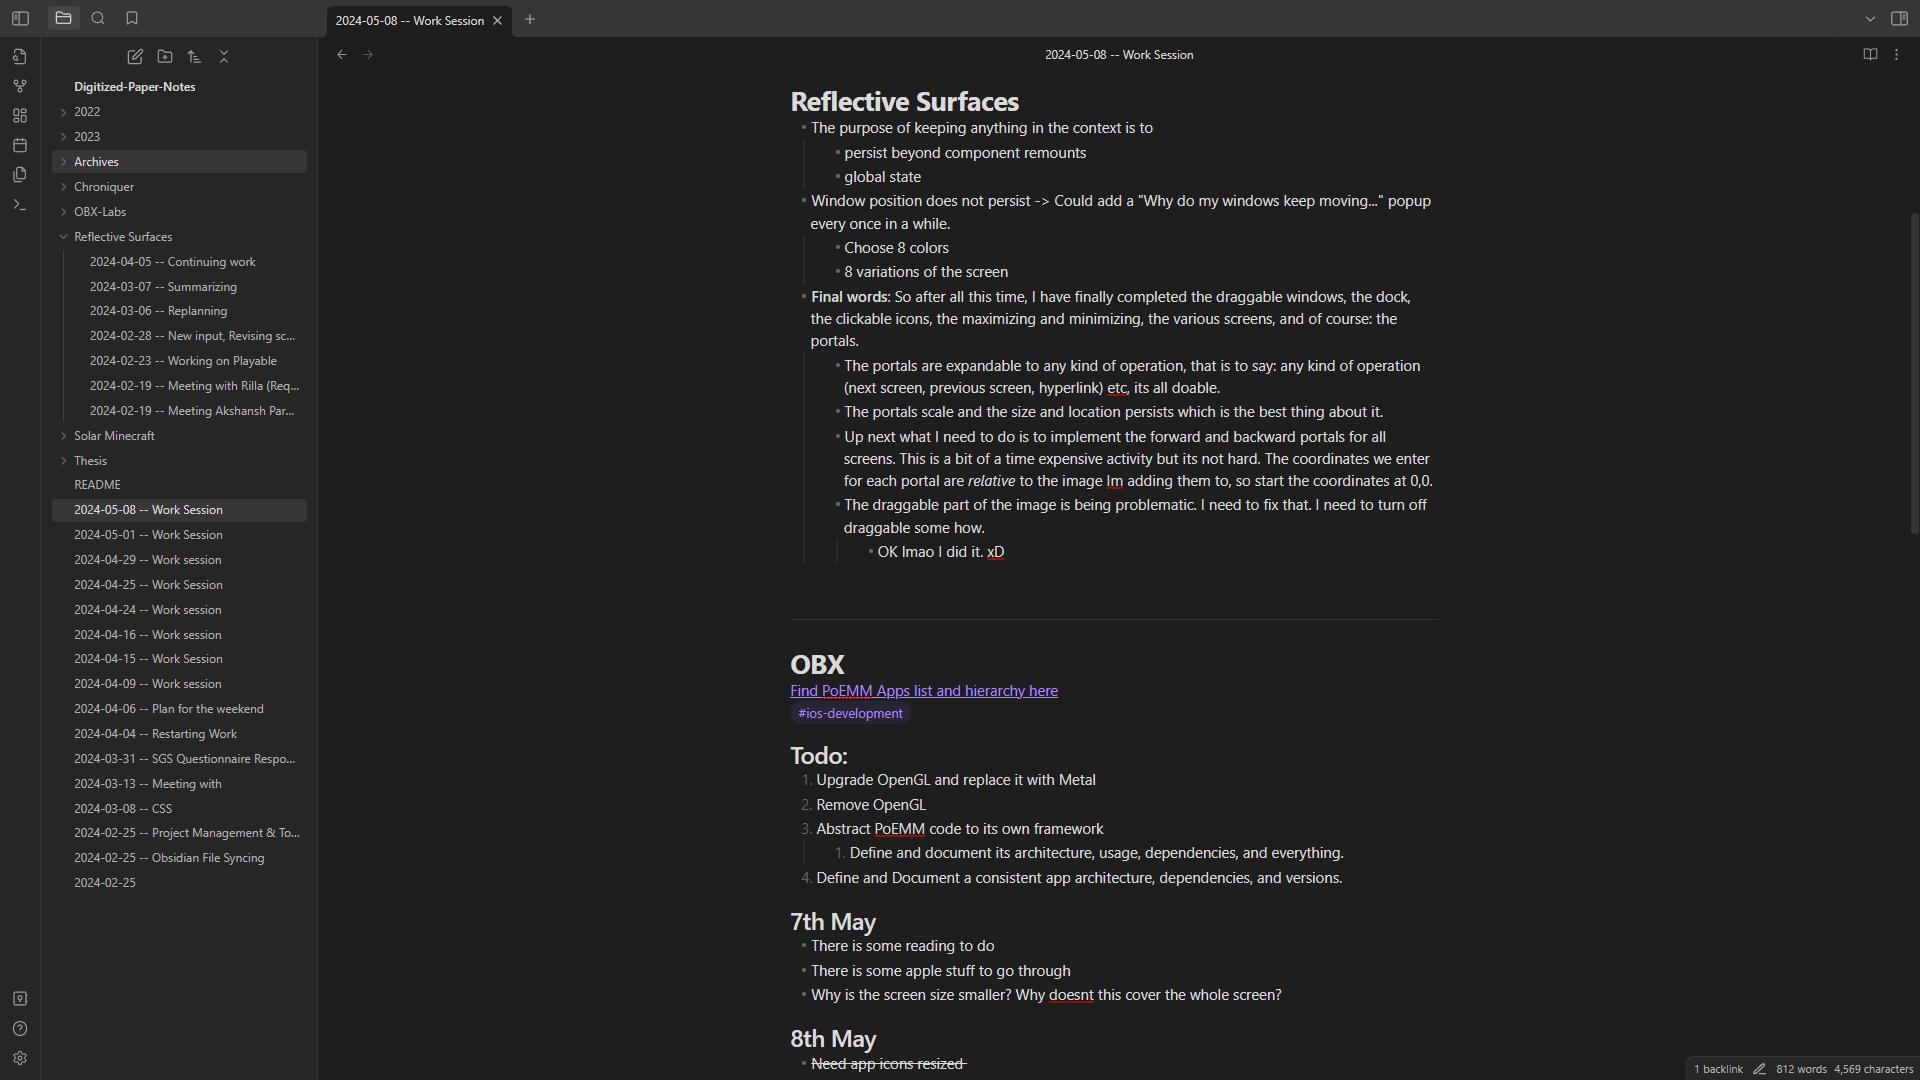 2024-05-08 -- Work Session
Digitized-Paper-Notes
2022
2023
Archives
Chroniquer
OBX-Labs
Reflective Surfaces
2024-04-05 -- Continuing work
2024-03-07 -- Summarizing
2024-03-06 -- Replanning
2024-02-28 -- New input, Revising sc...
2024-02-23 -- Working on Playable
2024-02-19 -- Meeting with Rilla (Req...
2024-02-19 -- Meeting Akshansh Par...
Solar Minecraft
Thesis
README
2024-05-08 -- Work Session
2024-05-01 -- Work Session
2024-04-29 -- Work session
2024-04-25 -- Work Session
2024-04-24 -- Work session
2024-04-16 -- Work session
2024-04-15 -- Work Session
2024-04-09 -- Work session
2024-04-06 -- Plan for the weekend
2024-04-04 -- Restarting Work
2024-03-31 -- SGS Questionnaire Respo...
2024-03-13 -- Meeting with
2024-03-08 -- CSS
2024-02-25 -- Project Management & To...
2024-02-25 -- Obsidian File Syncing
2024-02-25
2024-05-08 -- Work Session
Reflective Surfaces
• The purpose of keeping anything in the context is to
• persist beyond component remounts
• global state
• Window position does not persist -> Could add a "Why do my windows keep moving..." popup
every once in a while.
• Choose 8 colors
• 8 variations of the screen
• Final words: So after all this time, I have finally completed the draggable windows, the dock,
the clickable icons, the maximizing and minimizing, the various screens, and of course: the
portals.
• The portals are expandable to any kind of operation, that is to say: any kind of operation
(next screen, previous screen, hyperlink) etc, its all doable.
• The portals scale and the size and location persists which is the best thing about it.
• Up next what I need to do is to implement the forward and backward portals for all
screens. This is a bit of a time expensive activity but its not hard. The coordinates we enter
for each portal are relative to the image Im adding them to, so start the coordinates at 0,0.
• The draggable part of the image is being problematic. I need to fix that. I need to turn off
draggable some how.
• OK lmao I did it. xD
OBX
Find PoEMM Apps list and hierarchy here
#ios-development
Todo:
1. Upgrade OpenGL and replace it with Metal
2. Remove OpenGL
3. Abstract PoEMM code to its own framework
1. Define and document its architecture, usage, dependencies, and everything.
4. Define and Document a consistent app architecture, dependencies, and versions.
7th May
• There is some reading to do
• There is some apple stuff to go through
• Why is the screen size smaller? Why doesnt this cover the whole screen?
8th May
• Need app icons resized
1 backlink 812 words 4,569 characters